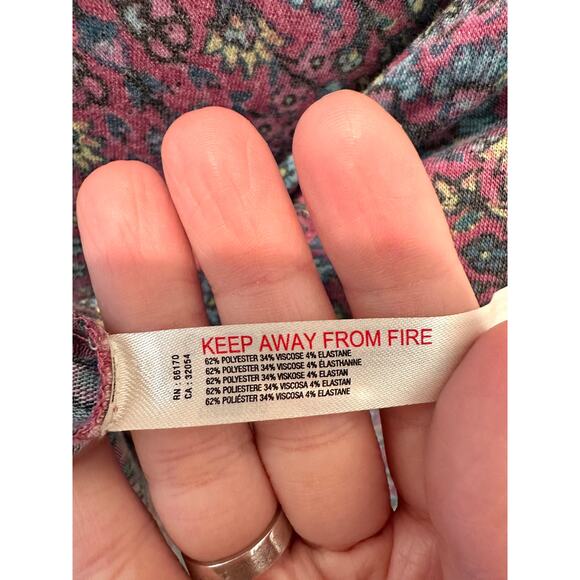 KEEP AWAY FROM FIRE
62% POLYESTER 34% VISCOSE 4% ELASTANE
62% POLYESTER 34% VISCOSE 4% ÉLASTHANNE
62% POLYESTER 34% VISKOSE 4% ELASTAN
62% POLIESTERE 34% VISCOSA 4% ELASTAN
62% POLIÉSTER 34% VISCOSA 4% ELASTANE
RN : 66170
CA : 32054